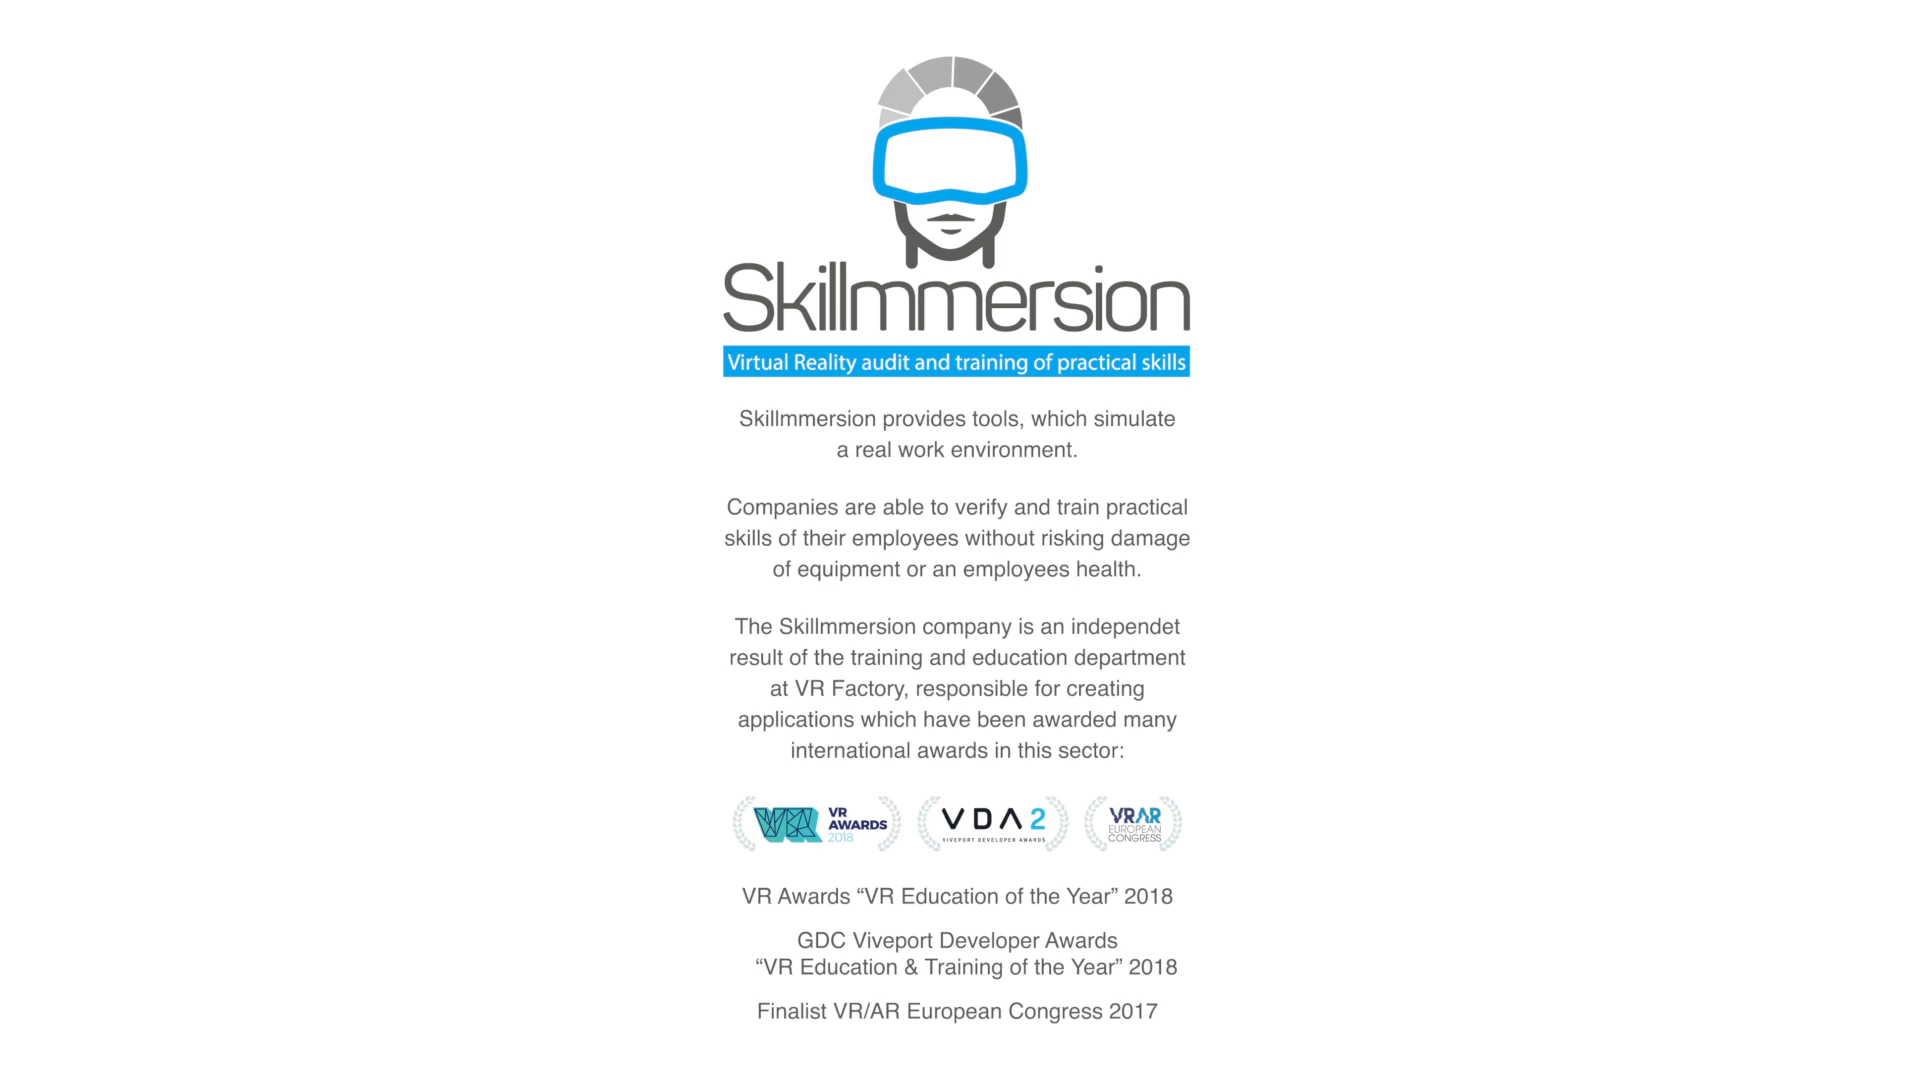 Skillmmersion
Virtual Reality audit and training of practical skills
Skillmmersion provides tools, which simulate
a real work environment.
Companies are able to verify and train practical
skills of their employees without risking damage
of equipment or an employees health.
The Skillmmersion company is an independet
result of the training and education department
at VR Factory, responsible for creating
applications which have been awarded many
international awards in this sector:
VR
VR
AWARDS
2018
VDA 2
VIVEPORT DEVELOPER AWARDS
VRAR
EUROPEAN
CONGRESS
VR Awards “VR Education of the Year” 2018
GDC Viveport Developer Awards
“VR Education & Training of the Year” 2018
Finalist VR/AR European Congress 2017